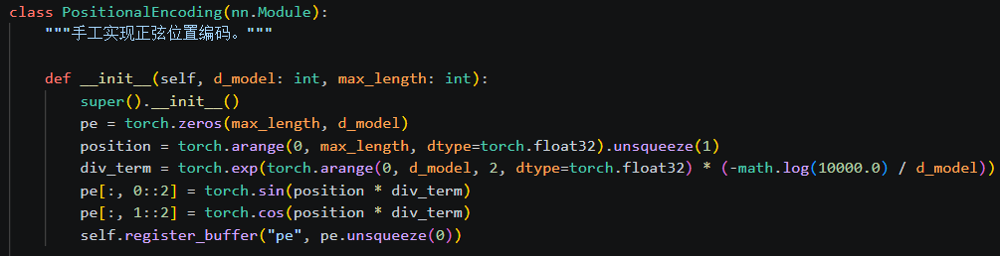 class PositionalEncoding(nn.Module):
    """手工实现正弦位置编码。"""

    def __init__(self, d_model: int, max_length: int):
        super().__init__()
        pe = torch.zeros(max_length, d_model)
        position = torch.arange(0, max_length, dtype=torch.float32).unsqueeze(1)
        div_term = torch.exp(torch.arange(0, d_model, 2, dtype=torch.float32) * (-math.log(10000.0) / d_model))
        pe[:, 0::2] = torch.sin(position * div_term)
        pe[:, 1::2] = torch.cos(position * div_term)
        self.register_buffer("pe", pe.unsqueeze(0))